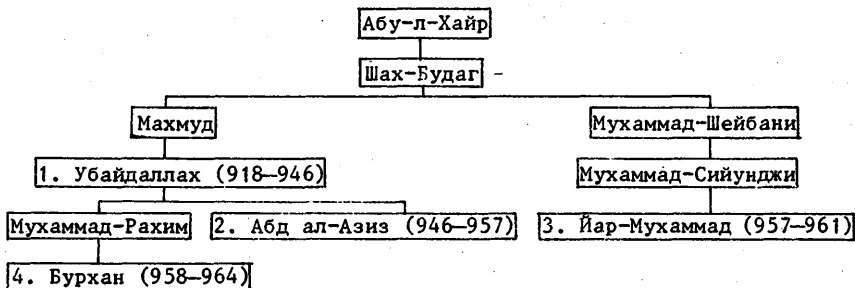 Абу-л-Хайр
Шах-Будаг
Махмуд Мухаммад-Шейбани
1. Убайдаллах (918—946) Мухаммад-Сийунджи
Мухаммад-Рахим 2. Абд ал-Азиз (946—957) 3. Йар-Мухаммад (957—961)
4. Бурхан (958—964)